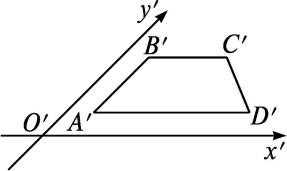 y′
B′ C′
O′ A′ D′
x′